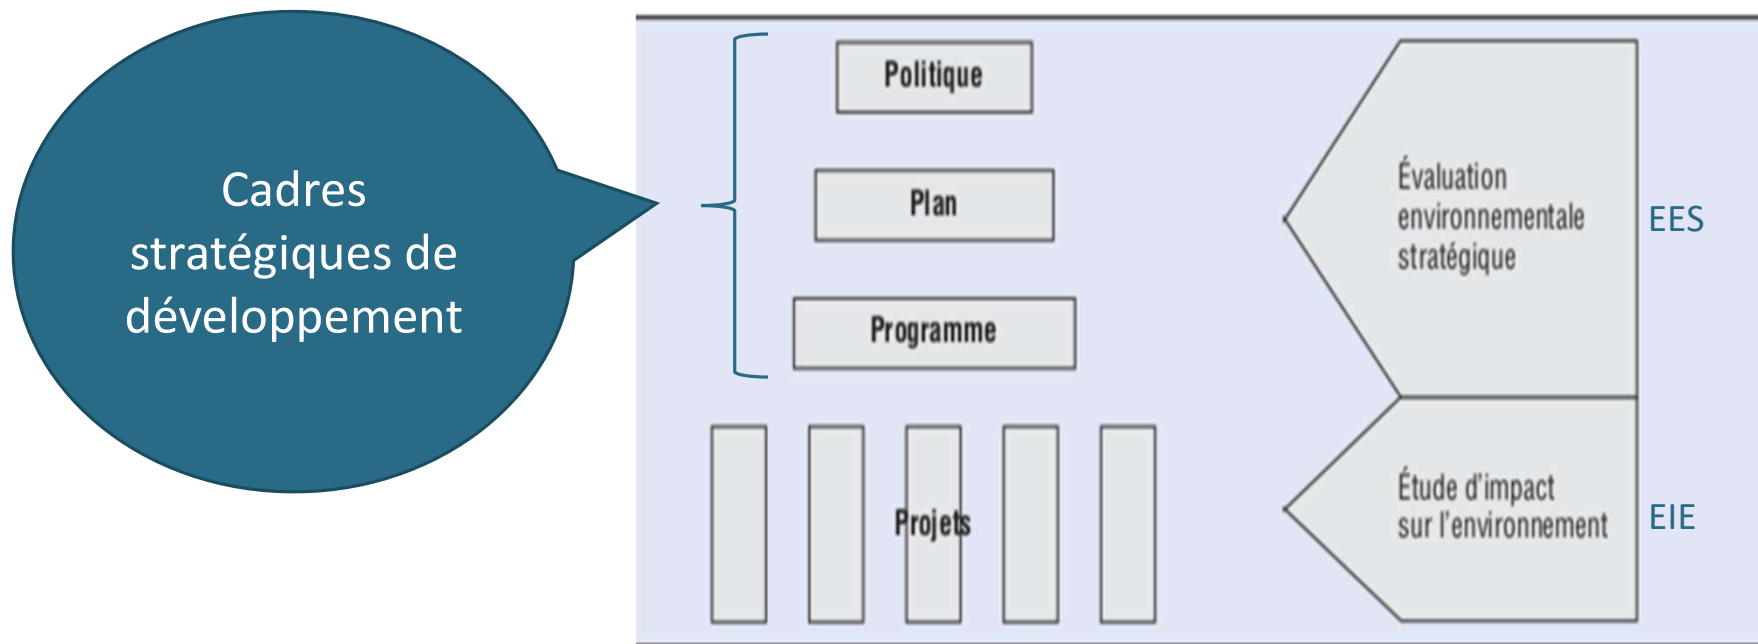 Cadres
stratégiques de
développement
Politique
Plan
Programme
Projets
Évaluation
environnementale
stratégique
EES
Étude d'impact
sur l'environnement
EIE